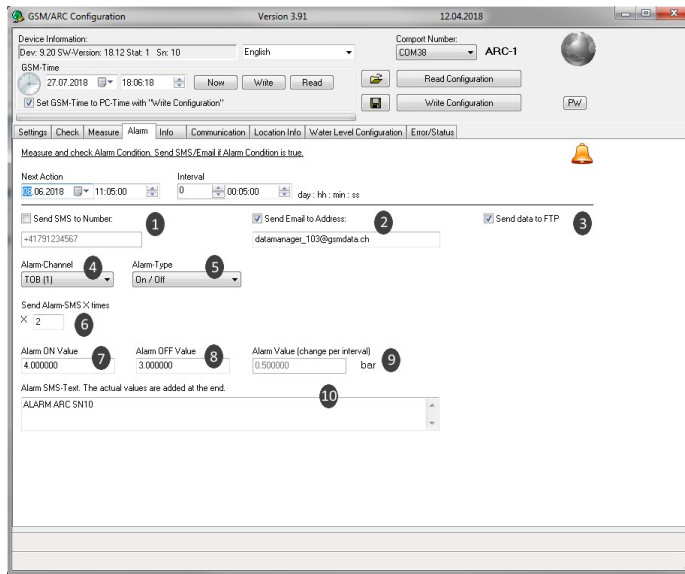 GSM/ARC Configuration Version 3.91 12.04.2018
Device Information:
Dev: 9.20 SW-Version: 18.12 Stat: 1 Sn: 10
English
Comport Number:
COM38
ARC-1
GSM-Time
27.07.2018 18:06:18 Now Write Read
Read Configuration
Set GSM-Time to PC-Time with "Write Configuration"
Write Configuration
PW
Settings Check Measure Alarm Info Communication Location Info Water Level Configuration Error/Status
Measure and check Alarm Condition. Send SMS/Email if Alarm Condition is true.
Next Action Interval
08.06.2018 11:05:00 0 00:05:00 day : hh : min : ss
Send SMS to Number: 1 Send Email to Address: 2 Send data to FTP 3
+41791234567 datamanager_103@gsmdata.ch
Alarm-Channel 4 Alarm-Type 5
TOB (1) On / Off
Send Alarm-SMS X times
X 2 6
Alarm ON Value 7 Alarm OFF Value 8 Alarm Value (change per interval) 9
4.000000 3.000000 0.500000 bar
Alarm SMS-Text. The actual values are added at the end. 10
ALARM ARC SN10